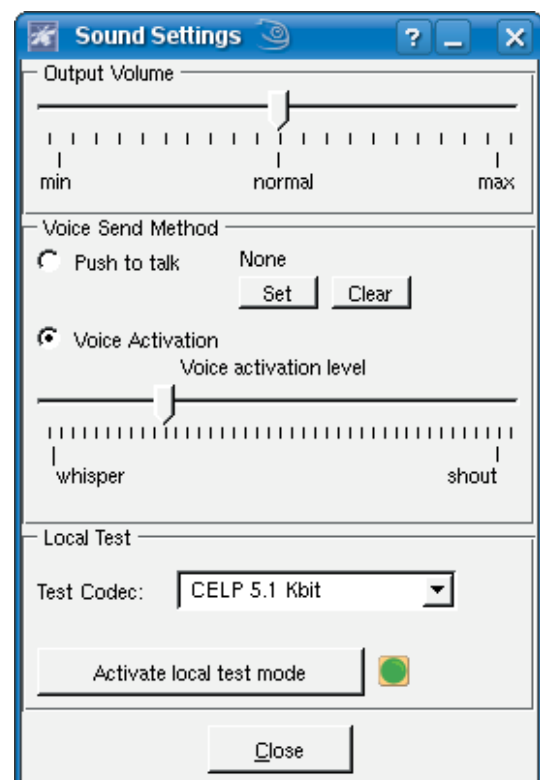 Sound Settings
?
Output Volume
min normal max
Voice Send Method
Push to talk None
Set Clear
Voice Activation
Voice activation level
whisper shout
Local Test
Test Codec: CELP 5.1 Kbit
Activate local test mode
Close